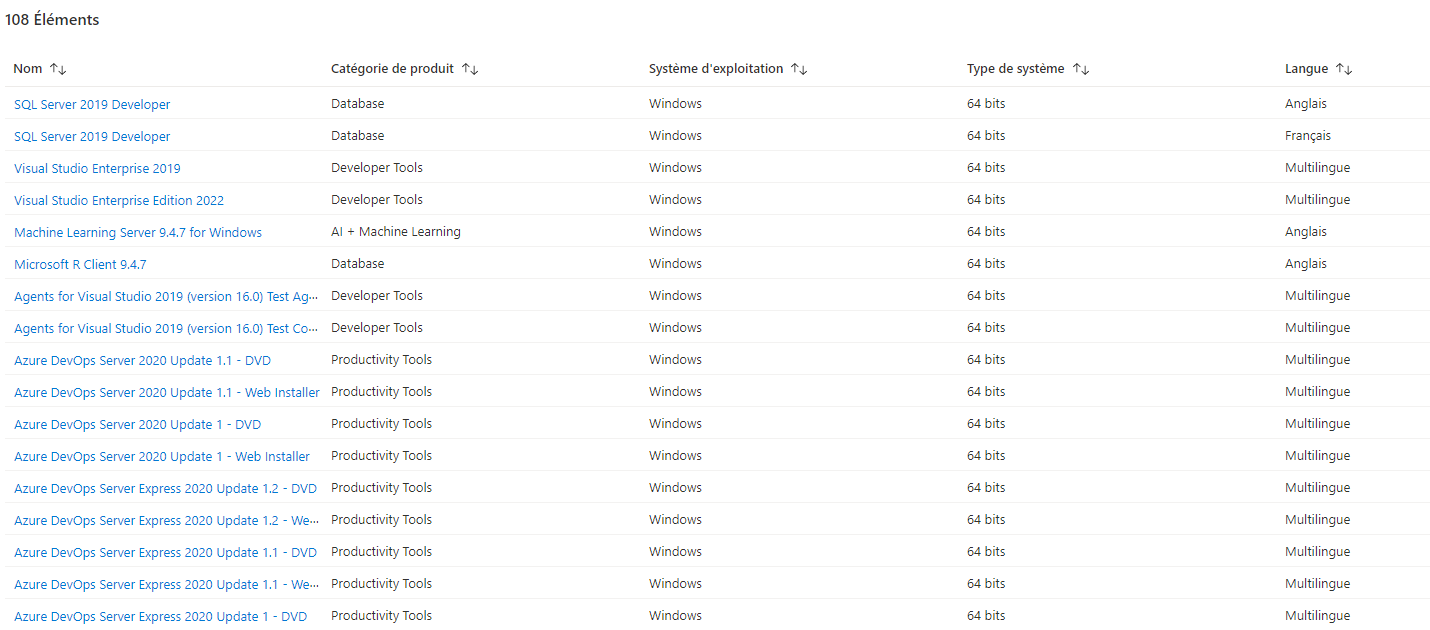 108 Éléments
Nom Catégorie de produit Système d'exploitation Type de système Langue
SQL Server 2019 Developer Database Windows 64 bits Anglais
SQL Server 2019 Developer Database Windows 64 bits Français
Visual Studio Enterprise 2019 Developer Tools Windows 64 bits Multilingue
Visual Studio Enterprise Edition 2022 Developer Tools Windows 64 bits Multilingue
Machine Learning Server 9.4.7 for Windows AI + Machine Learning Windows 64 bits Anglais
Microsoft R Client 9.4.7 Database Windows 64 bits Anglais
Agents for Visual Studio 2019 (version 16.0) Test Ag... Developer Tools Windows 64 bits Multilingue
Agents for Visual Studio 2019 (version 16.0) Test Co... Developer Tools Windows 64 bits Multilingue
Azure DevOps Server 2020 Update 1.1 - DVD Productivity Tools Windows 64 bits Multilingue
Azure DevOps Server 2020 Update 1.1 - Web Installer Productivity Tools Windows 64 bits Multilingue
Azure DevOps Server 2020 Update 1 - DVD Productivity Tools Windows 64 bits Multilingue
Azure DevOps Server 2020 Update 1 - Web Installer Productivity Tools Windows 64 bits Multilingue
Azure DevOps Server Express 2020 Update 1.2 - DVD Productivity Tools Windows 64 bits Multilingue
Azure DevOps Server Express 2020 Update 1.2 - We... Productivity Tools Windows 64 bits Multilingue
Azure DevOps Server Express 2020 Update 1.1 - DVD Productivity Tools Windows 64 bits Multilingue
Azure DevOps Server Express 2020 Update 1.1 - We... Productivity Tools Windows 64 bits Multilingue
Azure DevOps Server Express 2020 Update 1 - DVD Productivity Tools Windows 64 bits Multilingue